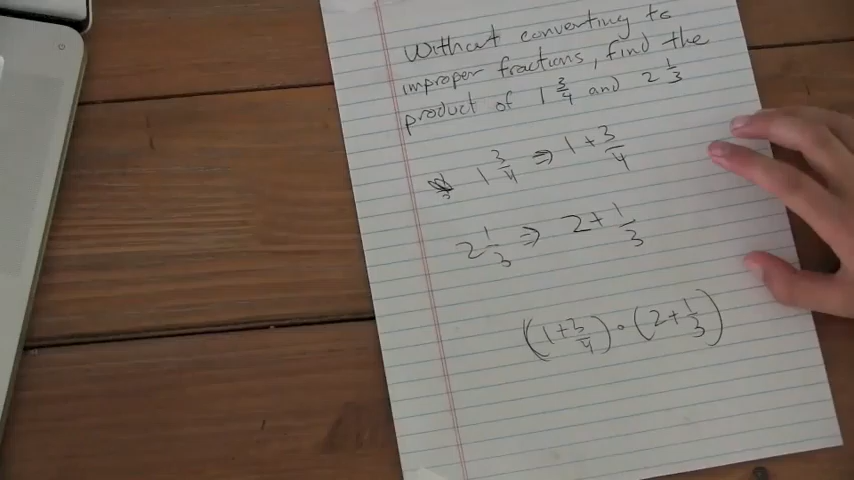 Without converting to
improper fractions, find the
product of 1 3/4 and 2 1/3
1 3/4 ⇒ 1 + 3/4
2 1/3 ⇒ 2 + 1/3
(1 + 3/4) • (2 + 1/3)